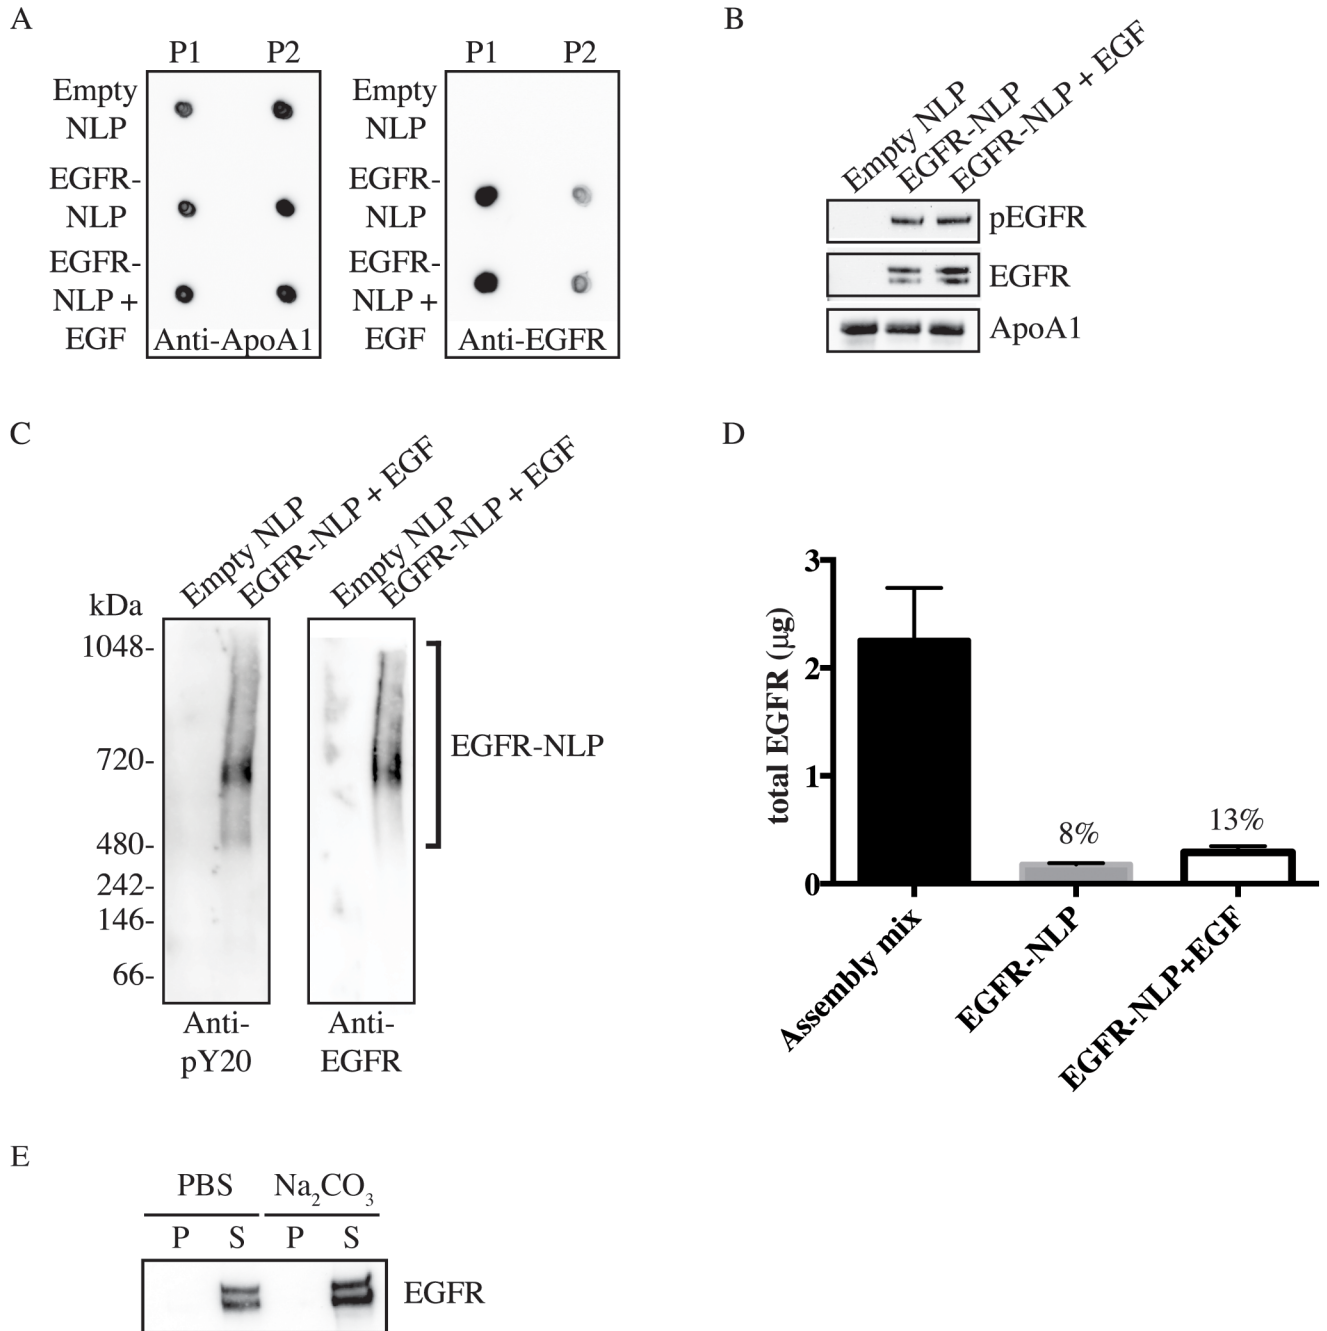 A
P1 P2
Empty
NLP
EGFR-
NLP
EGFR-
NLP +
EGF
Anti-ApoA1
P1 P2
Empty
NLP
EGFR-
NLP
EGFR-
NLP +
EGF
Anti-EGFR
B
Empty NLP
EGFR-NLP
EGFR-NLP + EGF
pEGFR
EGFR
ApoA1
C
Empty NLP
EGFR-NLP + EGF
Empty NLP
EGFR-NLP + EGF
kDa
1048-
720-
480-
242-
146-
66-
EGFR-NLP
Anti-
pY20
Anti-
EGFR
D
total EGFR (µg)
3
2
1
0
8%
13%
Assembly mix
EGFR-NLP
EGFR-NLP+EGF
E
PBS Na₂CO₃
P S P S
EGFR